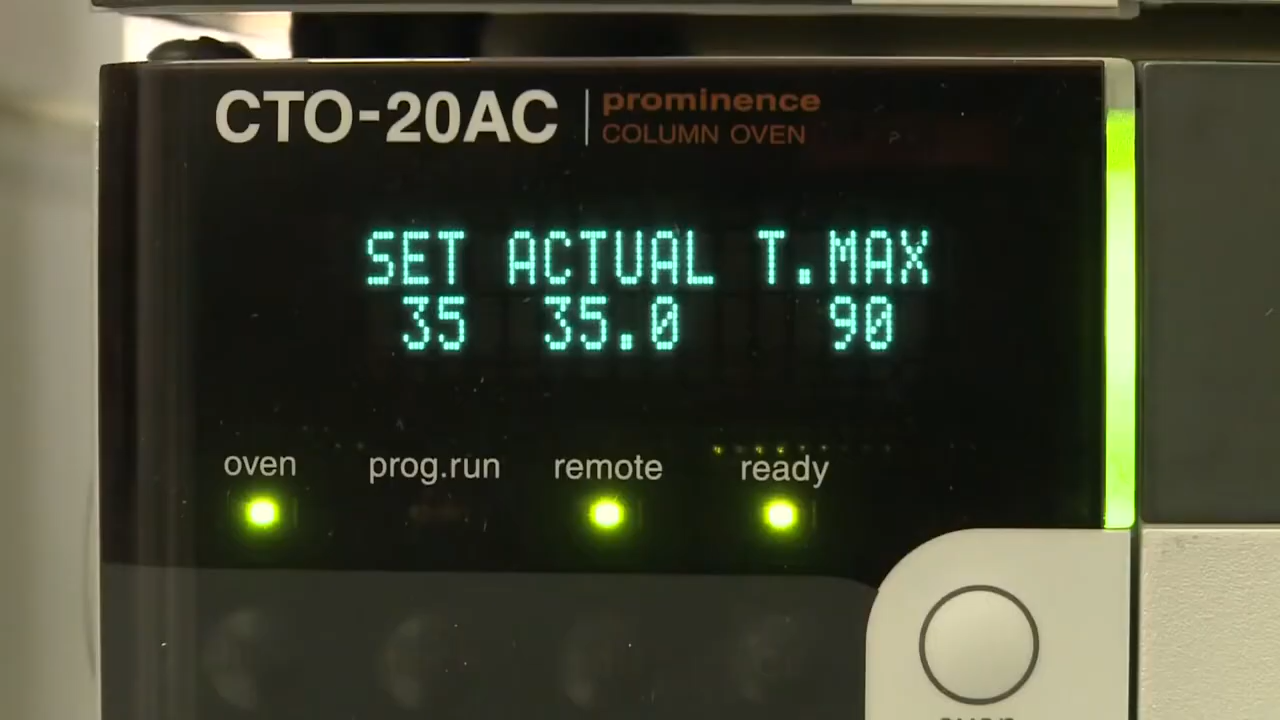 CTO-20AC
prominence
COLUMN OVEN
SET ACTUAL T.MAX
35 35.0 90
oven prog.run remote ready